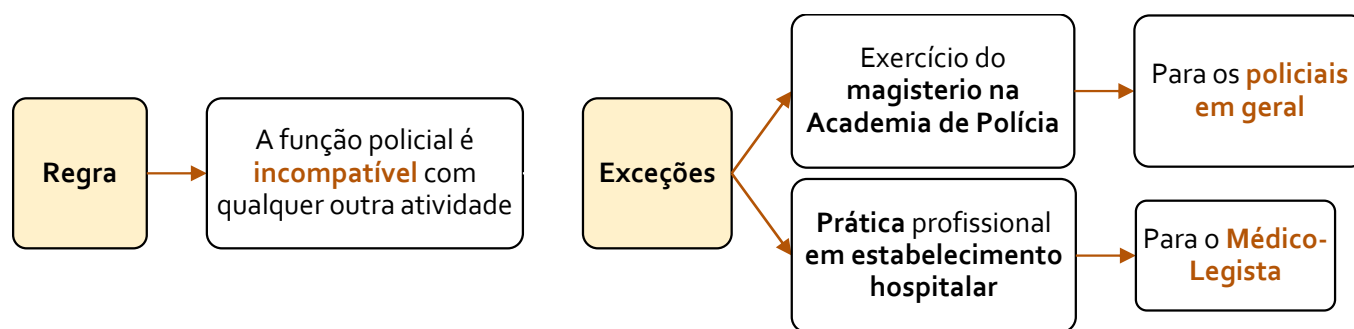 Regra
A função policial é
incompatível com
qualquer outra atividade
Exceções
Exercício do
magisterio na
Academia de Polícia
Para os policiais
em geral
Prática profissional
em estabelecimento
hospitalar
Para o Médico-
Legista